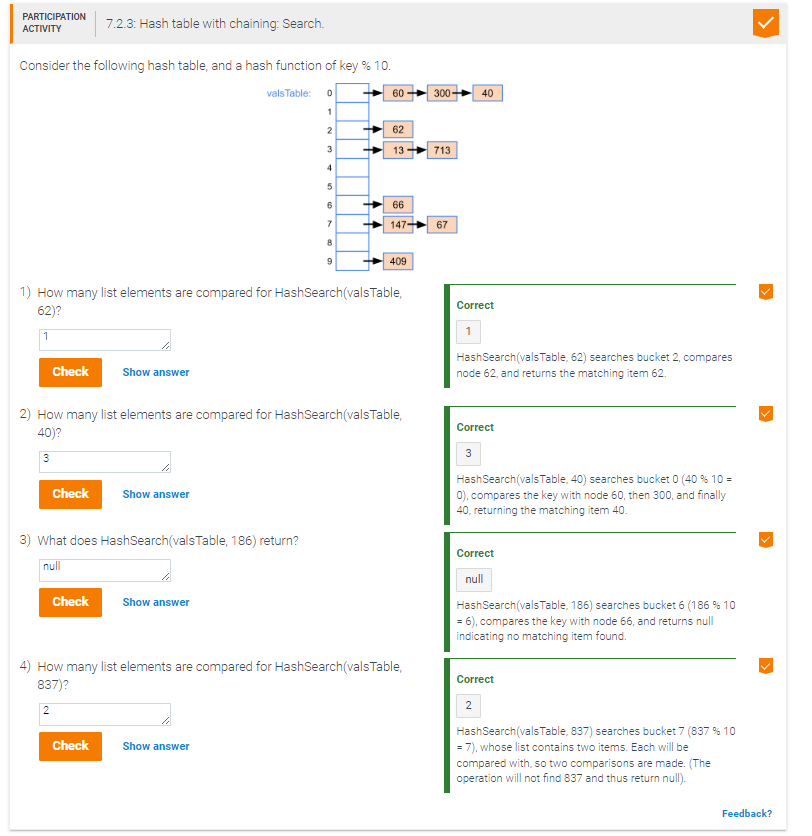 PARTICIPATION
ACTIVITY
7.2.3: Hash table with chaining: Search.
Consider the following hash table, and a hash function of key % 10.
valsTable: 0 60 300 40
1
2 62
3 13 713
4
5
6 66
7 147 67
8
9 409
1) How many list elements are compared for HashSearch(valsTable,
62)?
1
Check Show answer
Correct
1
HashSearch(valsTable, 62) searches bucket 2, compares
node 62, and returns the matching item 62.
2) How many list elements are compared for HashSearch(valsTable,
40)?
3
Check Show answer
Correct
3
HashSearch(valsTable, 40) searches bucket 0 (40 % 10 =
0), compares the key with node 60, then 300, and finally
40, returning the matching item 40.
3) What does HashSearch(valsTable, 186) return?
null
Check Show answer
Correct
null
HashSearch(valsTable, 186) searches bucket 6 (186 % 10
= 6), compares the key with node 66, and returns null
indicating no matching item found.
4) How many list elements are compared for HashSearch(valsTable,
837)?
2
Check Show answer
Correct
2
HashSearch(valsTable, 837) searches bucket 7 (837 % 10
= 7), whose list contains two items. Each will be
compared with, so two comparisons are made. (The
operation will not find 837 and thus return null).
Feedback?